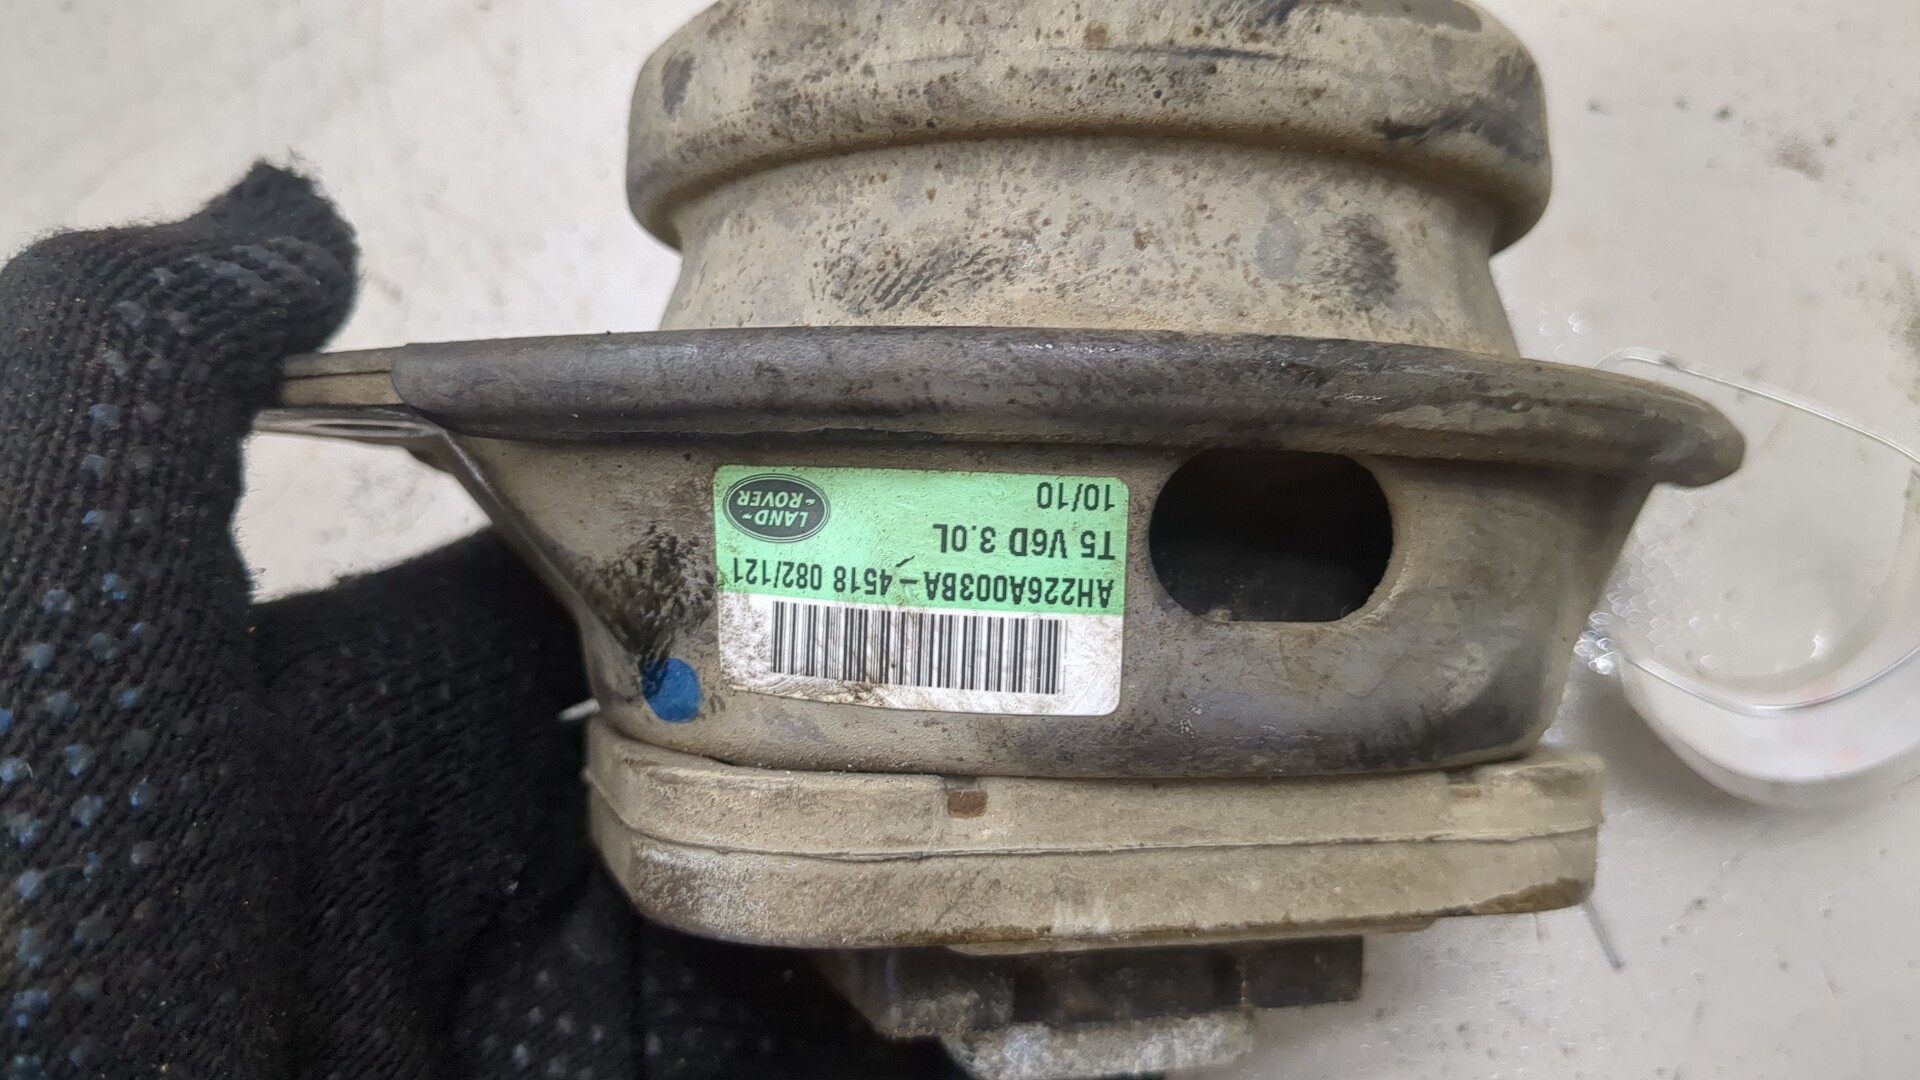 AH226A003BA-4518 082/121
T5 V6D 3.0L
10/10
LAND-
-ROVER